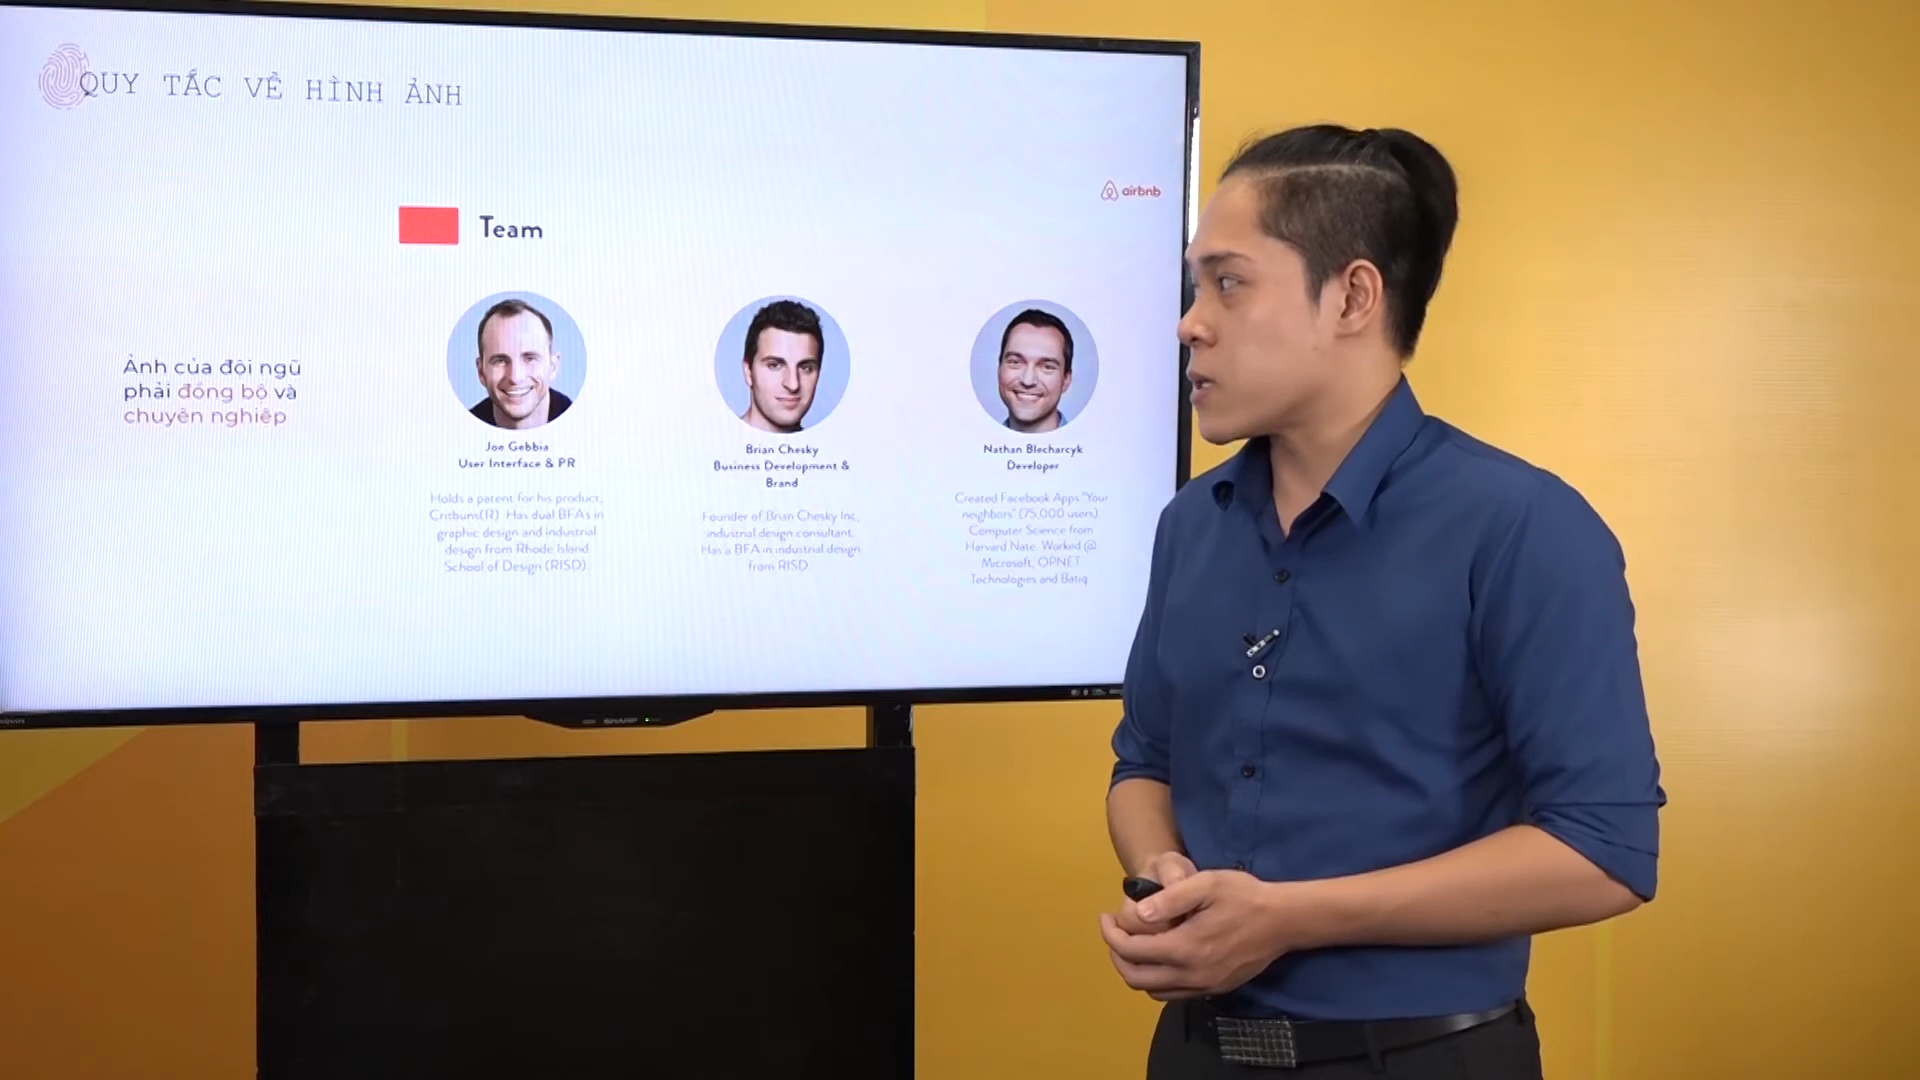 QUY TẮC VỀ HÌNH ẢNH
airbnb
Team
Ảnh của đội ngũ
phải đồng bộ và
chuyên nghiệp
Joe Gebbia
User Interface & PR
Holds a patent for his product,
Critbuns(R). Has dual BFA's in
graphic design and industrial
design from Rhode Island
School of Design (RISD).
Brian Chesky
Business Development &
Brand
Founder of Brian Chesky Inc,
industrial design consultant.
Has a BFA in industrial design
from RISD
Nathan Blecharcyk
Developer
Created Facebook Apps "Your
neighbors" (75,000 users)
Computer Science from
Harvard Nate. Worked @
Microsoft, OPNET
Technologies and Batiq
SHARP